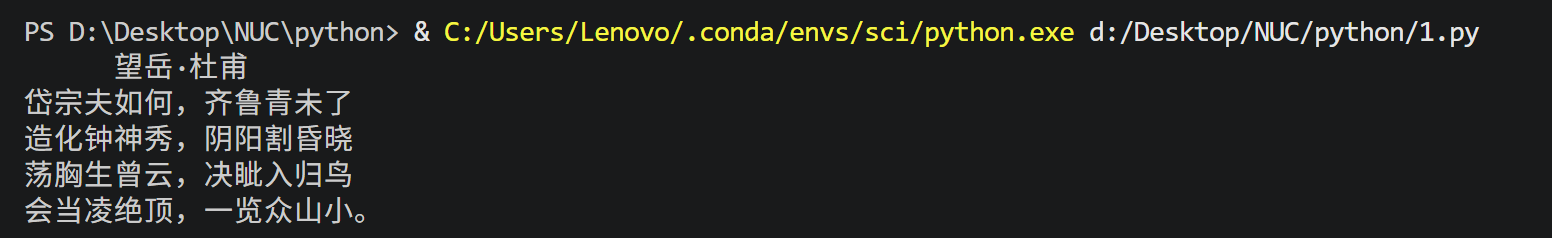 PS D:\Desktop\NUC\python> & C:/Users/Lenovo/.conda/envs/sci/python.exe d:/Desktop/NUC/python/1.py
望岳·杜甫
岱宗夫如何，齐鲁青未了
造化钟神秀，阴阳割昏晓
荡胸生曾云，决眦入归鸟
会当凌绝顶，一览众山小。